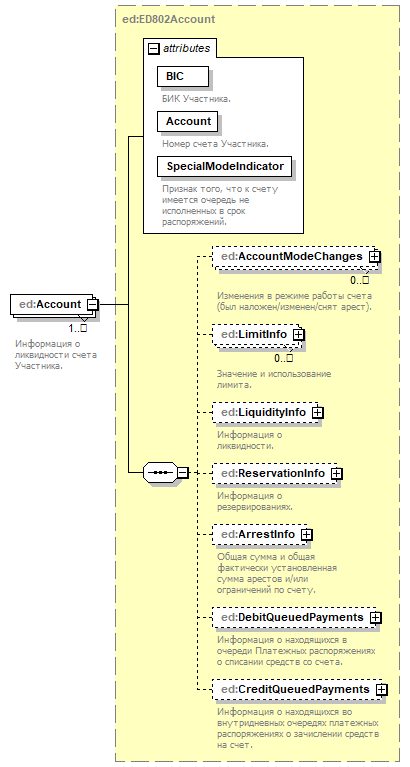 ed:ED802Account
attributes
BIC
БИК Участника.
Account
Номер счета Участника.
SpecialModeIndicator
Признак того, что к счету
имеется очередь не
исполненных в срок
распоряжений.
ed:Account
1..□
Информация о
ликвидности счета
Участника.
ed:AccountModeChanges
0..□
Изменения в режиме работы счета
(был наложен/изменен/снят арест).
ed:LimitInfo
0..□
Значение и использование
лимита.
ed:LiquidityInfo
Информация о
ликвидности.
ed:ReservationInfo
Информация о
резервированиях.
ed:ArrestInfo
Общая сумма и общая
фактически установленная
сумма арестов и/или
ограничений по счету.
ed:DebitQueuedPayments
Информация о находящихся в
очереди Платежных распоряжениях
о списании средств со счета.
ed:CreditQueuedPayments
Информация о находящихся во
внутридневных очередях платежных
распоряжениях о зачислении средств
на счет.